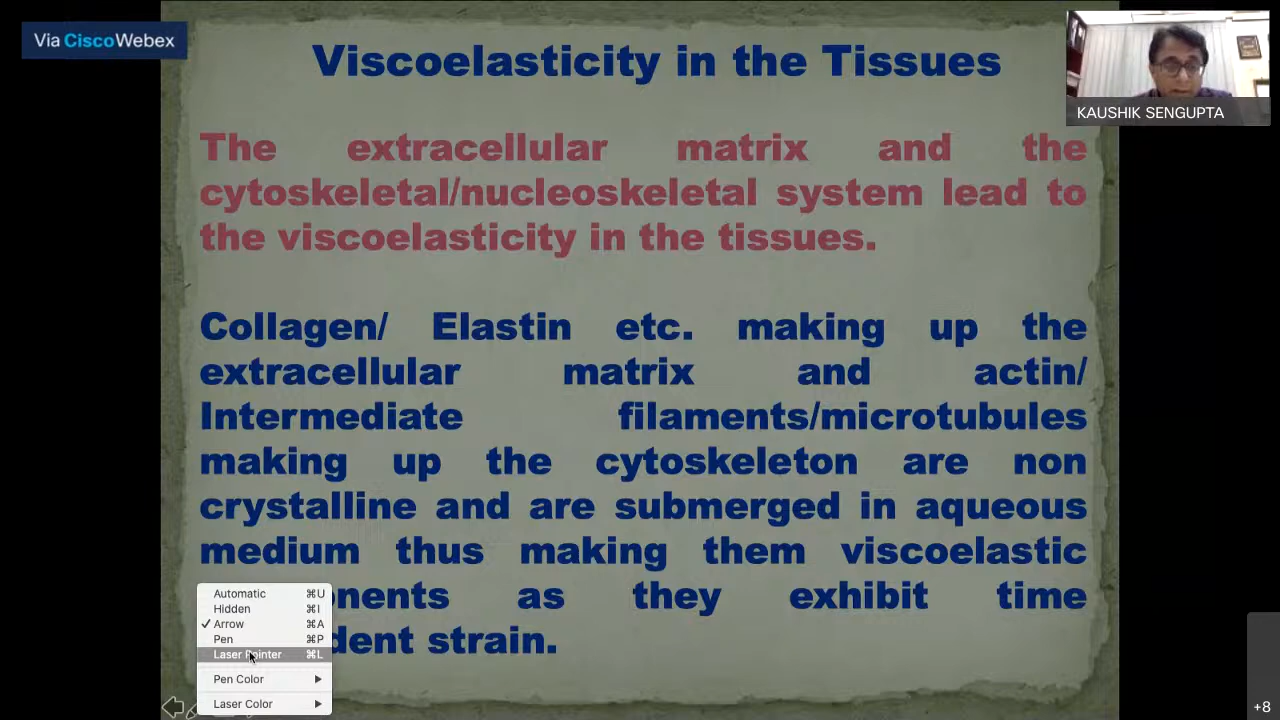 Via CiscoWebex
Viscoelasticity in the Tissues
KAUSHIK SENGUPTA
The extracellular matrix and the
cytoskeletal/nucleoskeletal system lead to
the viscoelasticity in the tissues.
Collagen/ Elastin etc. making up the
extracellular matrix and actin/
Intermediate filaments/microtubules
making up the cytoskeleton are non
crystalline and are submerged in aqueous
medium thus making them viscoelastic
nents as they exhibit time
dent strain.
Automatic ⌘U
Hidden ⌘I
✓ Arrow ⌘A
Pen ⌘P
Laser Pointer ⌘L
Pen Color
Laser Color
+8